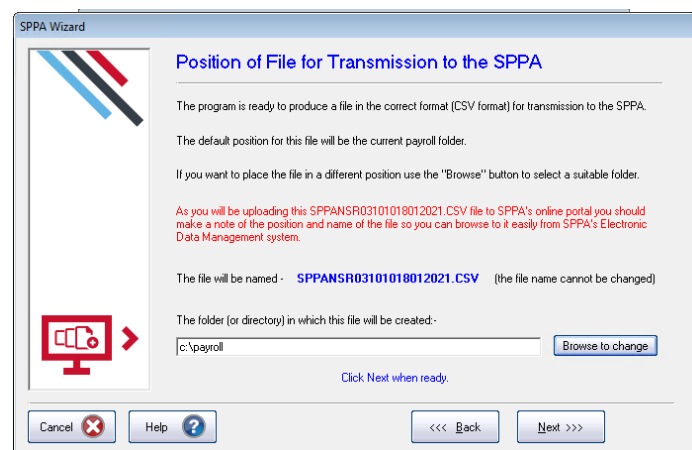 SPPA Wizard
Position of File for Transmission to the SPPA
The program is ready to produce a file in the correct format (CSV format) for transmission to the SPPA.
The default position for this file will be the current payroll folder.
If you want to place the file in a different position use the "Browse" button to select a suitable folder.
As you will be uploading this SPPANSR03101018012021.CSV file to SPPA's online portal you should
make a note of the position and name of the file so you can browse to it easily from SPPA's Electronic
Data Management system.
The file will be named - SPPANSR03101018012021.CSV (the file name cannot be changed)
The folder (or directory) in which this file will be created:-
c:\payroll Browse to change
Click Next when ready.
Cancel Help <<< Back Next >>>